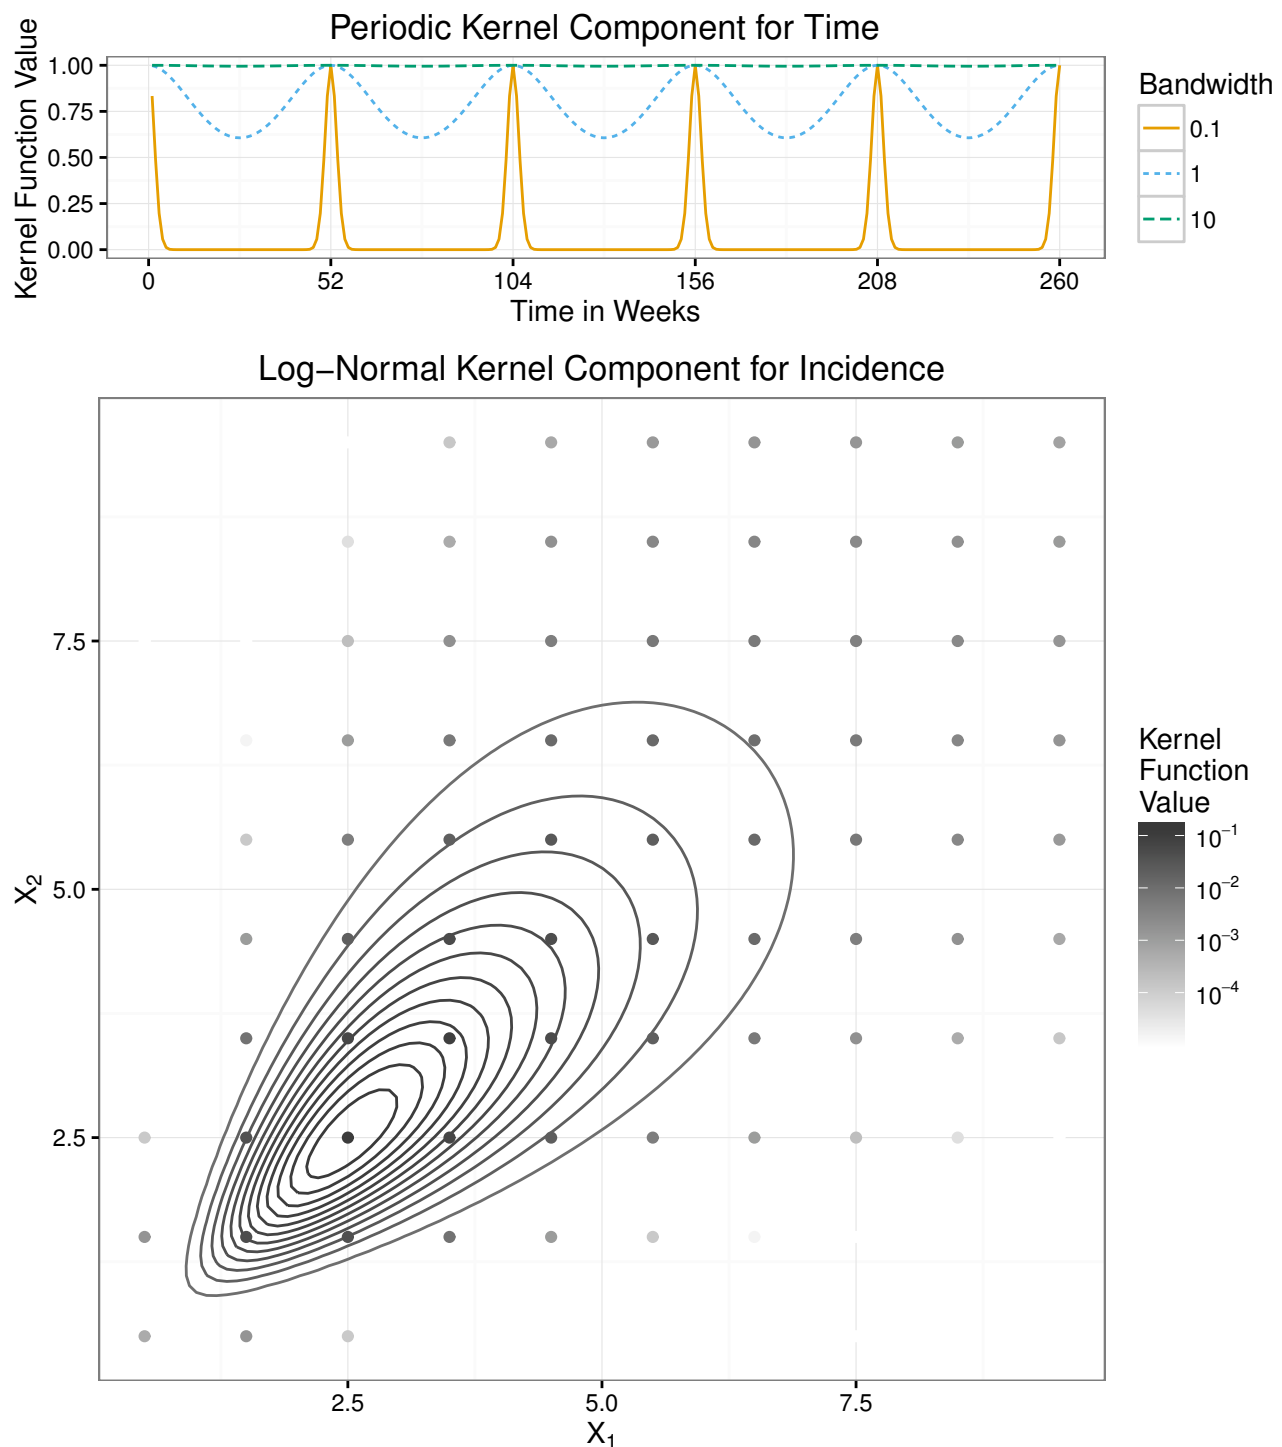 Periodic Kernel Component for Time
Kernel Function Value
1.00
0.75
0.50
0.25
0.00
0 52 104 156 208 260
Time in Weeks
Bandwidth
0.1
1
10
Log−Normal Kernel Component for Incidence
X₂
7.5
5.0
2.5
2.5 5.0 7.5
X₁
Kernel
Function
Value
10⁻¹
10⁻²
10⁻³
10⁻⁴